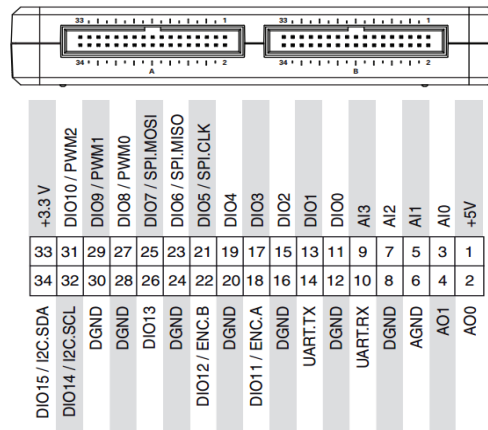 33 1 33 1
34 2 34 2
A B
+3.3 V
DIO10 / PWM2
DIO9 / PWM1
DIO8 / PWM0
DIO7 / SPI.MOSI
DIO6 / SPI.MISO
DIO5 / SPI.CLK
DIO4
DIO3
DIO2
DIO1
DIO0
AI3
AI2
AI1
AI0
+5V
33 31 29 27 25 23 21 19 17 15 13 11 9 7 5 3 1
34 32 30 28 26 24 22 20 18 16 14 12 10 8 6 4 2
DIO15 / I2C.SDA
DIO14 / I2C.SCL
DGND
DGND
DIO13
DGND
DIO12 / ENC.B
DGND
DIO11 / ENC.A
DGND
UART.TX
DGND
UART.RX
DGND
AGND
AO1
AO0